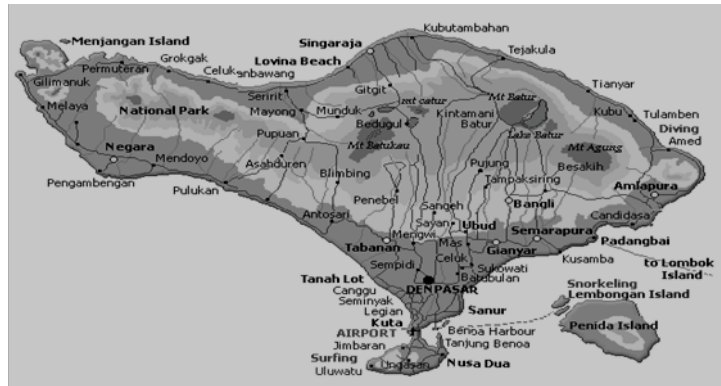 Kubutambahan
Singaraja
Menjangan Island
Lovina Beach
Tejakula
Grokgak
Permuteran
Celukanbawang
Gilimanuk
Gitgit
Tianyar
Seririt
mt catur
Mt Batur
Melaya
National Park
Mayong
Munduk
Kintamani
Kubu
Tulamben
Bedugul
Batur
Lake Batur
Diving
Pupuan
Mt Batukau
Mt Agung
Amed
Negara
Mendoyo
Asahduren
Pujung
Besakih
Pengambengan
Blimbing
Tampaksiring
Amlapura
Pulukan
Penebel
Bangli
Antosari
Sangeh
Candidasa
Sayan
Ubud
Semarapura
Mengwi
Tabanan
Mas
Gianyar
Padangbai
Celuk
Kusamba
Sempidi
Sukowati
to Lombok
Island
Tanah Lot
Batubulan
DENPASAR
Canggu
Snorkeling
Seminyak
Lembongan Island
Legian
Sanur
Kuta
Penida Island
AIRPORT
Benoa Harbour
Jimbaran
Tanjung Benoa
Surfing
Ungasan
Nusa Dua
Uluwatu